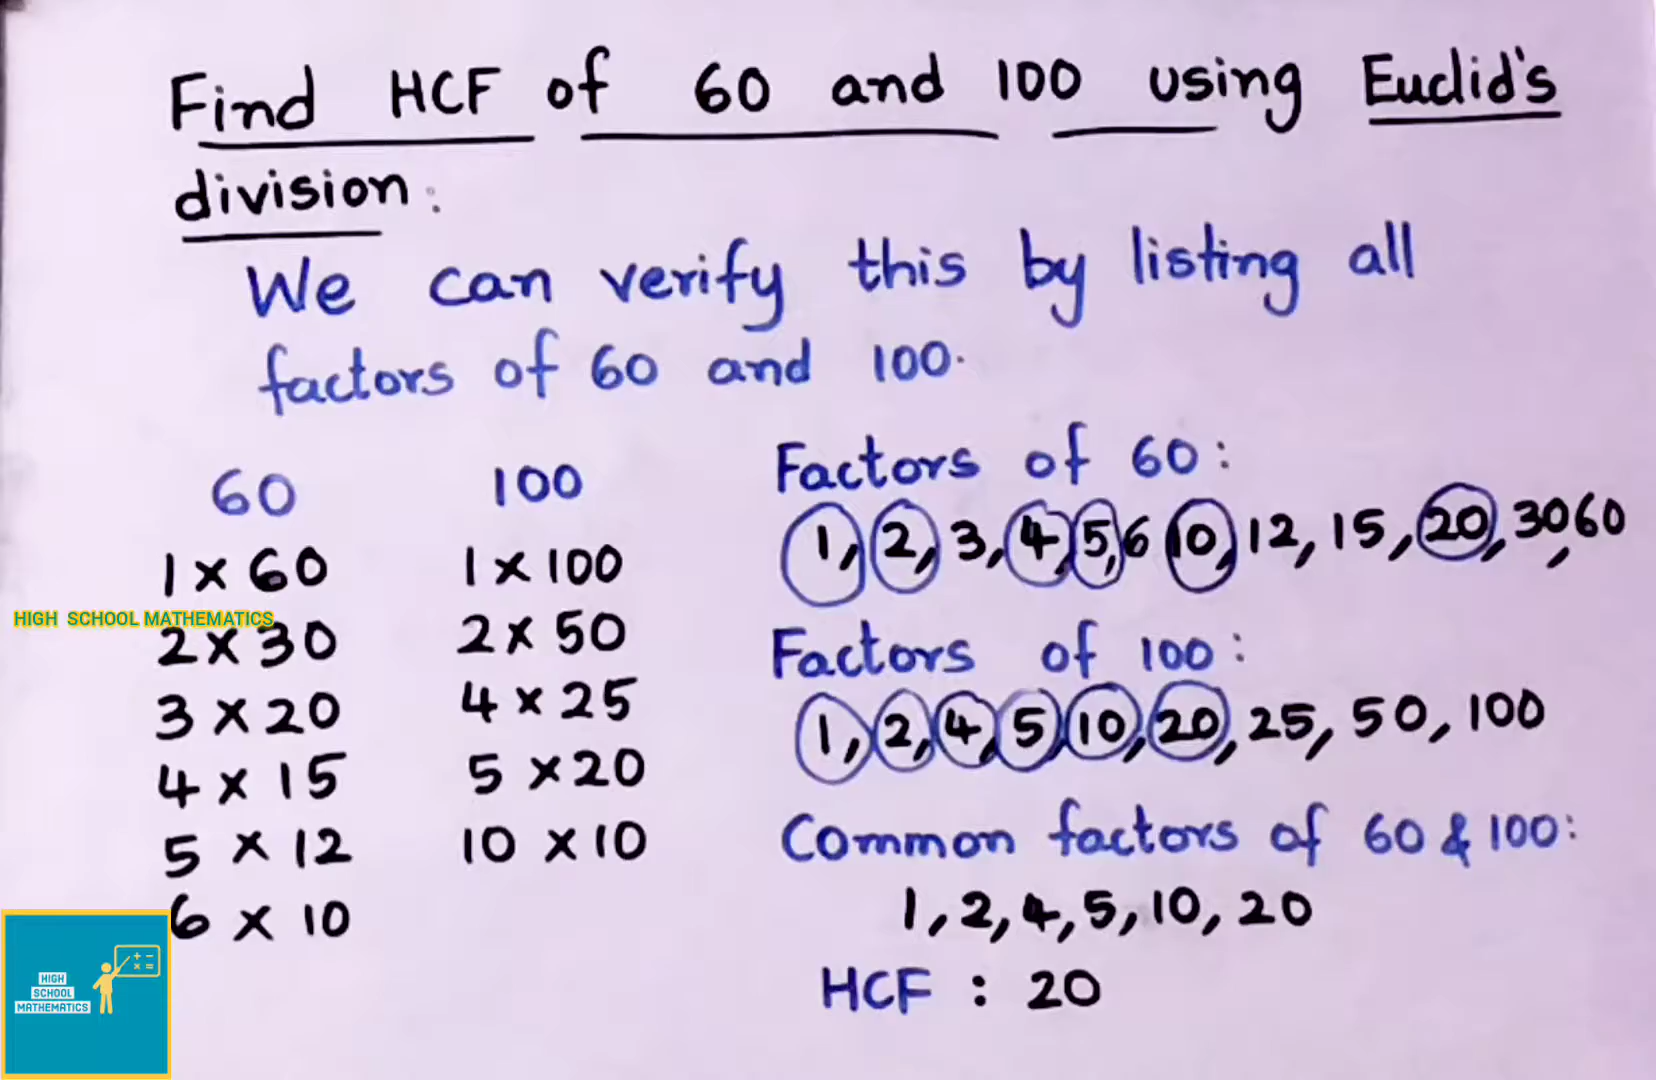 Find HCF of 60 and 100 using Euclid's
division:
We can verify this by listing all
factors of 60 and 100.
60 100
1 x 60 1 x 100
HIGH SCHOOL MATHEMATICS
2 x 30 2 x 50
3 x 20 4 x 25
4 x 15 5 x 20
5 x 12 10 x 10
6 x 10
Factors of 60:
1, 2, 3, 4, 5, 6 10, 12, 15, 20, 30, 60
Factors of 100:
1, 2, 4, 5, 10, 20, 25, 50, 100
Common factors of 60 & 100:
1, 2, 4, 5, 10, 20
HCF : 20
HIGH
SCHOOL
MATHEMATICS
+ -
× =